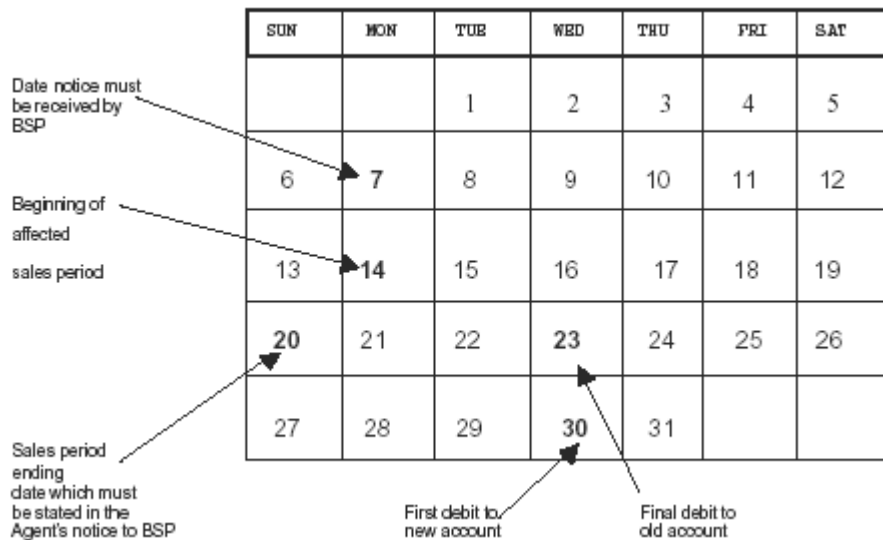 SUN MON TUE WED THU FRI SAT
Date notice must
be received by
BSP
1 2 3 4 5
6 7 8 9 10 11 12
Beginning of
affected
sales period
13 14 15 16 17 18 19
20 21 22 23 24 25 26
27 28 29 30 31
Sales period
ending
date which must
be stated in the
Agent's notice to BSP
First debit to
new account
Final debit to
old account